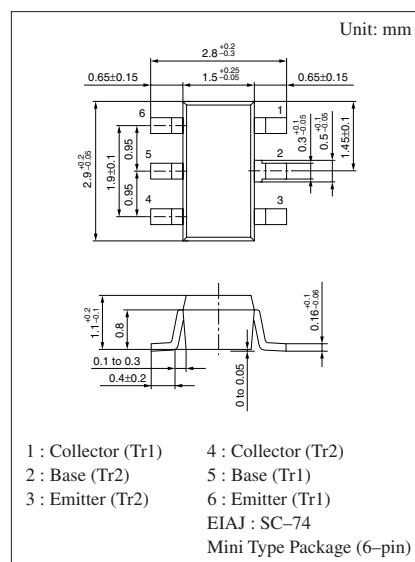 Unit: mm
2.8 +0.2 −0.3
0.65±0.15 1.5 +0.25 −0.05 0.65±0.15
6 1
5 2
4 3
2.9 +0.2 −0.05
1.9±0.1
0.95
0.95
0.3 +0.1 −0.05
0.5 +0.1 −0.05
1.45±0.1
1.1 +0.2 −0.1
0.8
0.16 +0.1 −0.06
0.1 to 0.3
0.4±0.2
0 to 0.05
1 : Collector (Tr1) 4 : Collector (Tr2)
2 : Base (Tr2) 5 : Base (Tr1)
3 : Emitter (Tr2) 6 : Emitter (Tr1)
EIAJ : SC–74
Mini Type Package (6–pin)